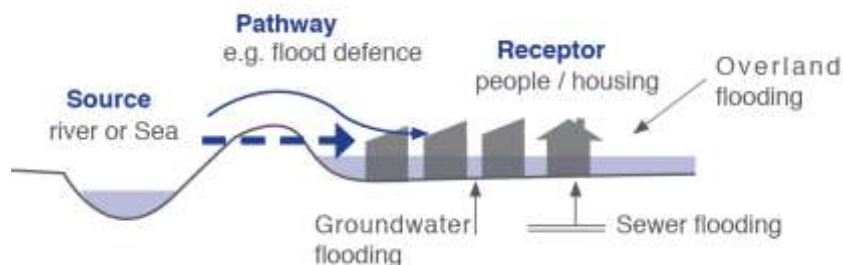 Pathway
e.g. flood defence
Receptor
people / housing
Overland
flooding
Source
river or Sea
Groundwater
flooding
Sewer flooding